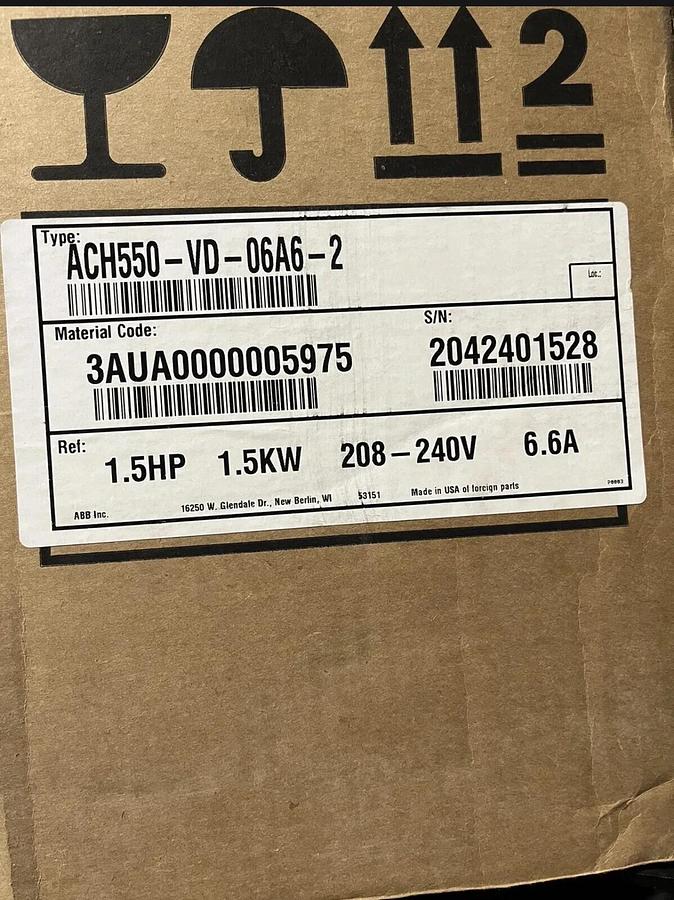 2
Type:
ACH550-VD-06A6-2
Loc.:
Material Code:
3AUA0000005975
S/N:
2042401528
Ref:
1.5HP 1.5KW 208-240V 6.6A
ABB Inc. 16250 W. Glendale Dr., New Berlin, WI 53151 Made in USA of foreign parts